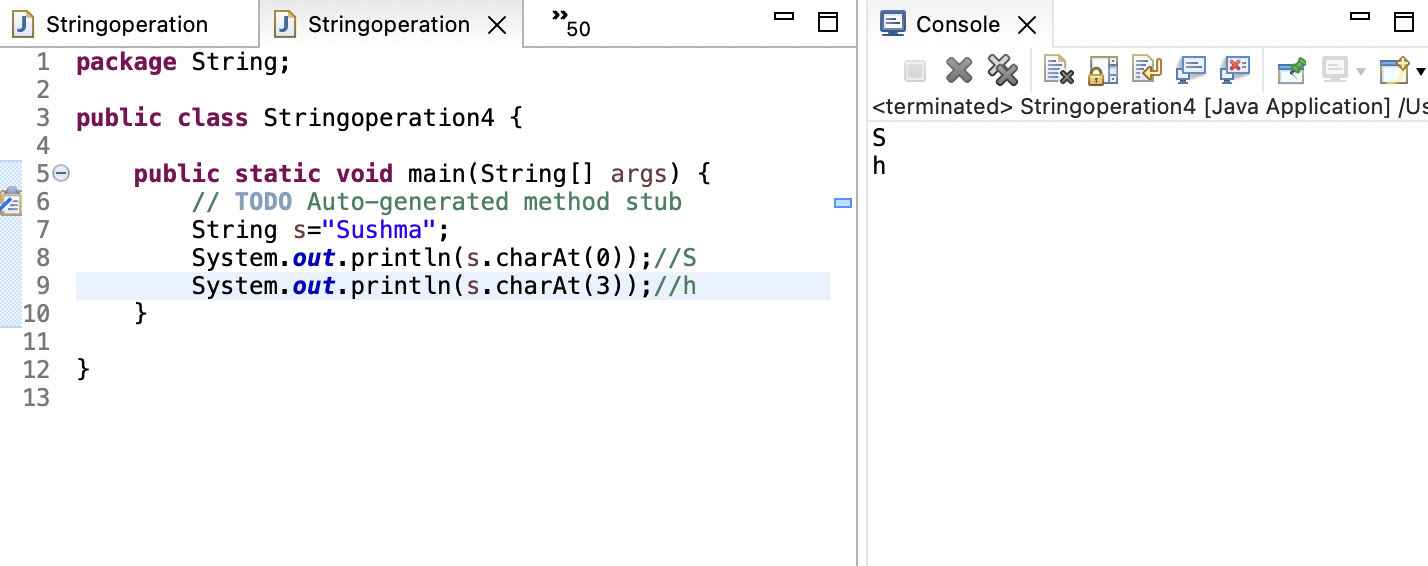 Stringoperation
Stringoperation
»50
1 package String;
2
3 public class Stringoperation4 {
4
5 public static void main(String[] args) {
6 // TODO Auto-generated method stub
7 String s="Sushma";
8 System.out.println(s.charAt(0));//S
9 System.out.println(s.charAt(3));//h
10 }
11
12 }
13
Console
<terminated> Stringoperation4 [Java Application] /Us
S
h